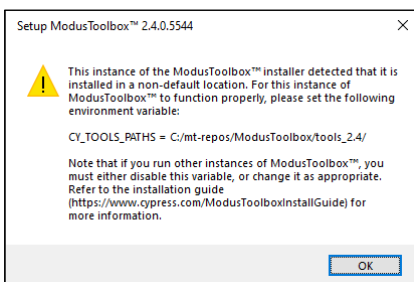 Setup ModusToolbox™ 2.4.0.5544
This instance of the ModusToolbox™ installer detected that it is
installed in a non-default location. For this instance of
ModusToolbox™ to function properly, please set the following
environment variable:
CY_TOOLS_PATHS = C:/mt-repos/ModusToolbox/tools_2.4/
Note that if you run other instances of ModusToolbox™, you
must either disable this variable, or change it as appropriate.
Refer to the installation guide
(https://www.cypress.com/ModusToolboxInstallGuide) for
more information.
OK